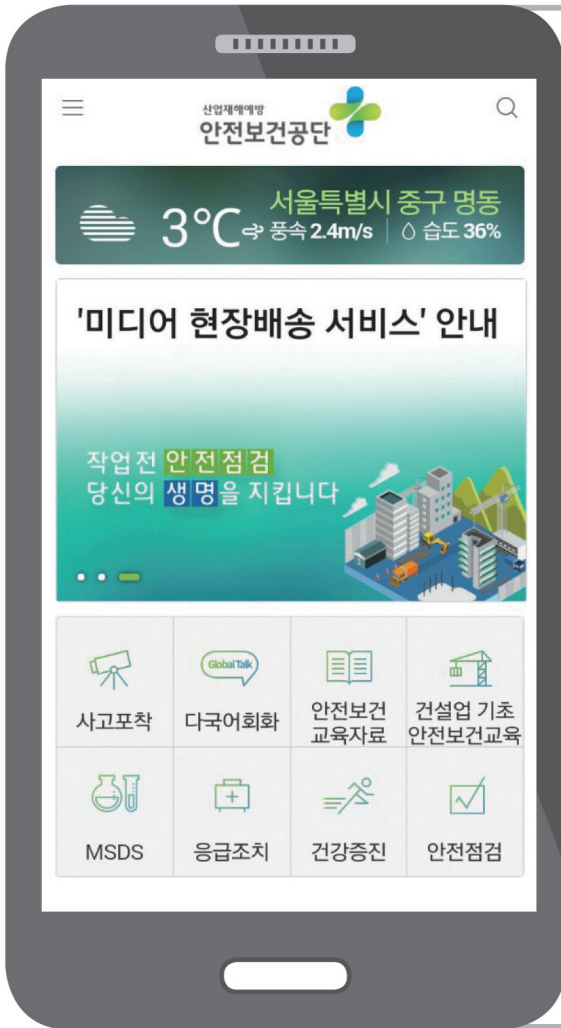 산업재해예방
안전보건공단
서울특별시 중구 명동
3°C 풍속 2.4m/s 습도 36%
'미디어 현장배송 서비스' 안내
작업 전 안전점검
당신의 생명을 지킵니다
GlobalTalk
사고포착 다국어회화 안전보건 교육자료 건설업 기초 안전보건교육
MSDS 응급조치 건강증진 안전점검